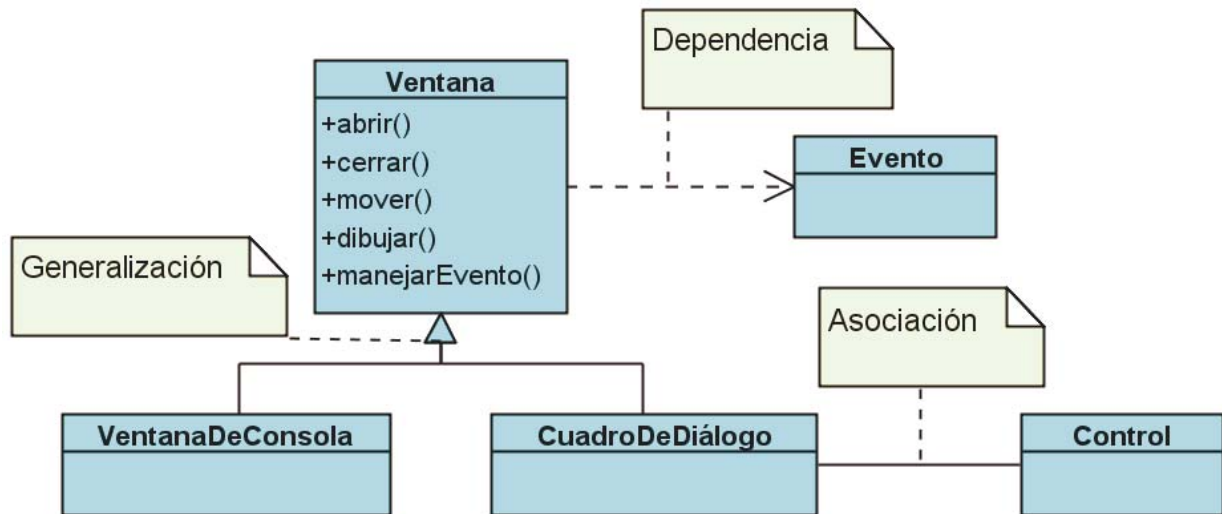 Dependencia
Ventana
+abrir()
+cerrar()
+mover()
+dibujar()
+manejarEvento()
Evento
Generalización
Asociación
VentanaDeConsola
CuadroDeDiálogo
Control